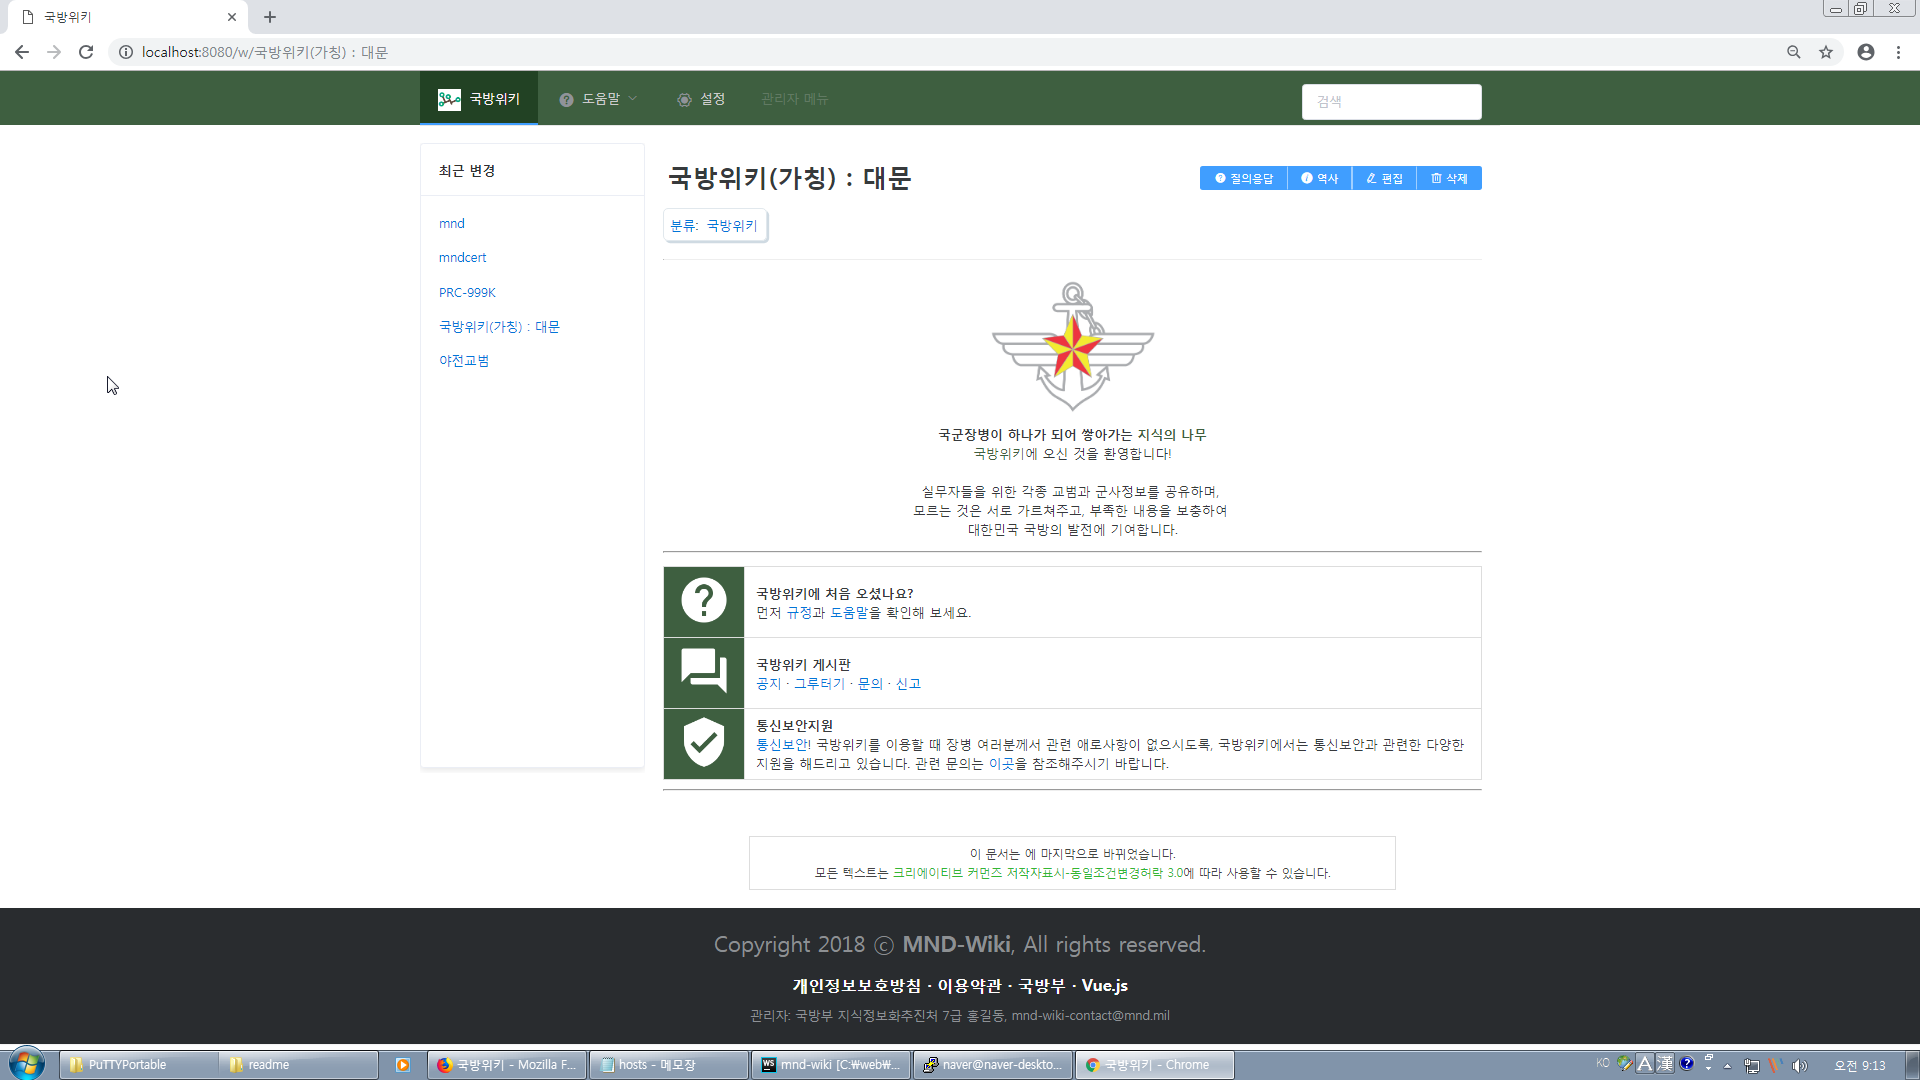 국방위키
localhost:8080/w/국방위키(가칭) : 대문
국방위키
도움말
설정
관리자 메뉴
검색
최근 변경
mnd
mndcert
PRC-999K
국방위키(가칭) : 대문
야전교범
국방위키(가칭) : 대문
질의응답
역사
편집
삭제
분류: 국방위키
국군장병이 하나가 되어 쌓아가는 지식의 나무
국방위키에 오신 것을 환영합니다!
실무자들을 위한 각종 교범과 군사정보를 공유하며,
모르는 것은 서로 가르쳐주고, 부족한 내용을 보충하여
대한민국 국방의 발전에 기여합니다.
국방위키에 처음 오셨나요?
먼저 규정과 도움말을 확인해 보세요.
국방위키 게시판
공지 · 그루터기 · 문의 · 신고
통신보안지원
통신보안! 국방위키를 이용할 때 장병 여러분께서 관련 애로사항이 없으시도록, 국방위키에서는 통신보안과 관련한 다양한
지원을 해드리고 있습니다. 관련 문의는 이곳을 참조해주시기 바랍니다.
이 문서는 에 마지막으로 바뀌었습니다.
모든 텍스트는 크리에이티브 커먼즈 저작자표시-동일조건변경허락 3.0에 따라 사용할 수 있습니다.
Copyright 2018 ⓒ MND-Wiki, All rights reserved.
개인정보보호방침 · 이용약관 · 국방부 · Vue.js
관리자: 국방부 지식정보화추진처 7급 홍길동, mnd-wiki-contact@mnd.mil
PuTTYPortable
readme
국방위키 - Mozilla F...
hosts - 메모장
WS
mnd-wiki [C:₩web₩...
naver@naver-deskto...
국방위키 - Chrome
KO
A
漢
오전 9:13